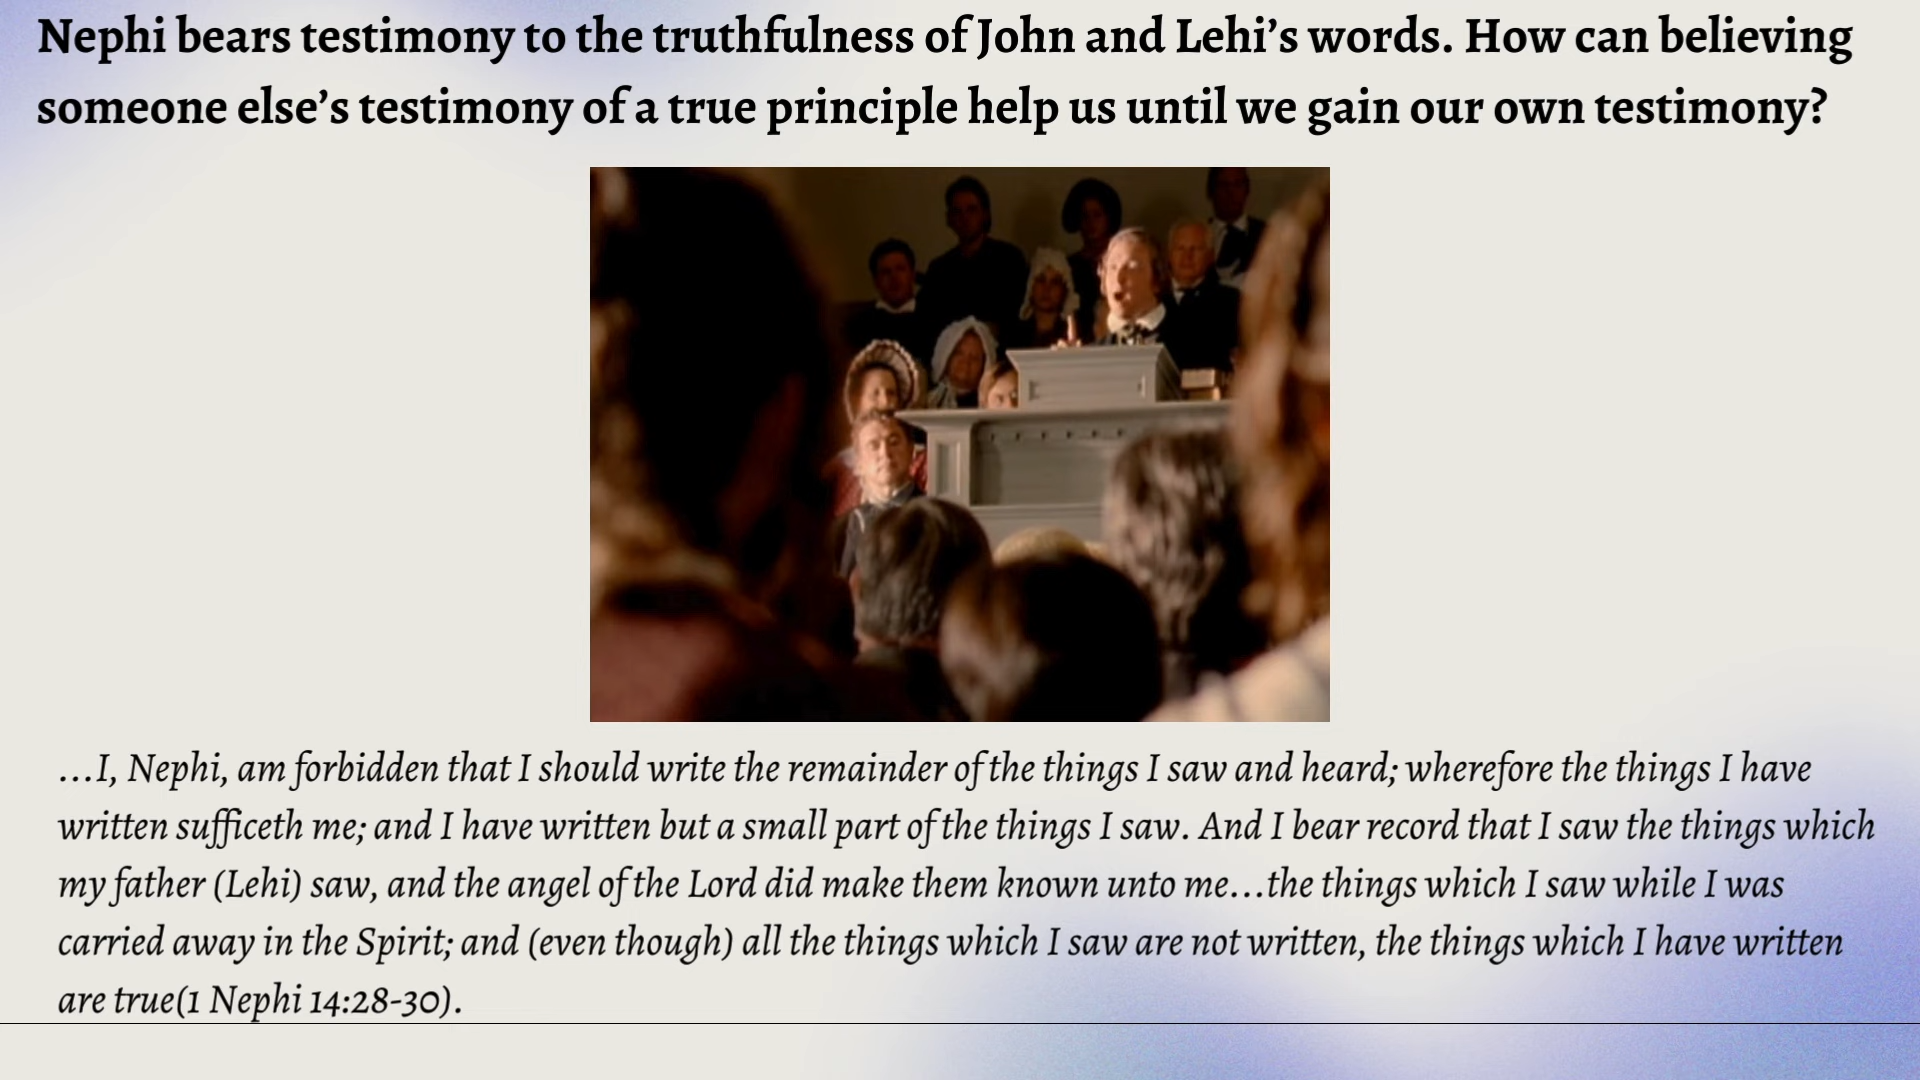 Nephi bears testimony to the truthfulness of John and Lehi’s words. How can believing
someone else’s testimony of a true principle help us until we gain our own testimony?
…I, Nephi, am forbidden that I should write the remainder of the things I saw and heard; wherefore the things I have
written sufficeth me; and I have written but a small part of the things I saw. And I bear record that I saw the things which
my father (Lehi) saw, and the angel of the Lord did make them known unto me…the things which I saw while I was
carried away in the Spirit; and (even though) all the things which I saw are not written, the things which I have written
are true(1 Nephi 14:28-30).